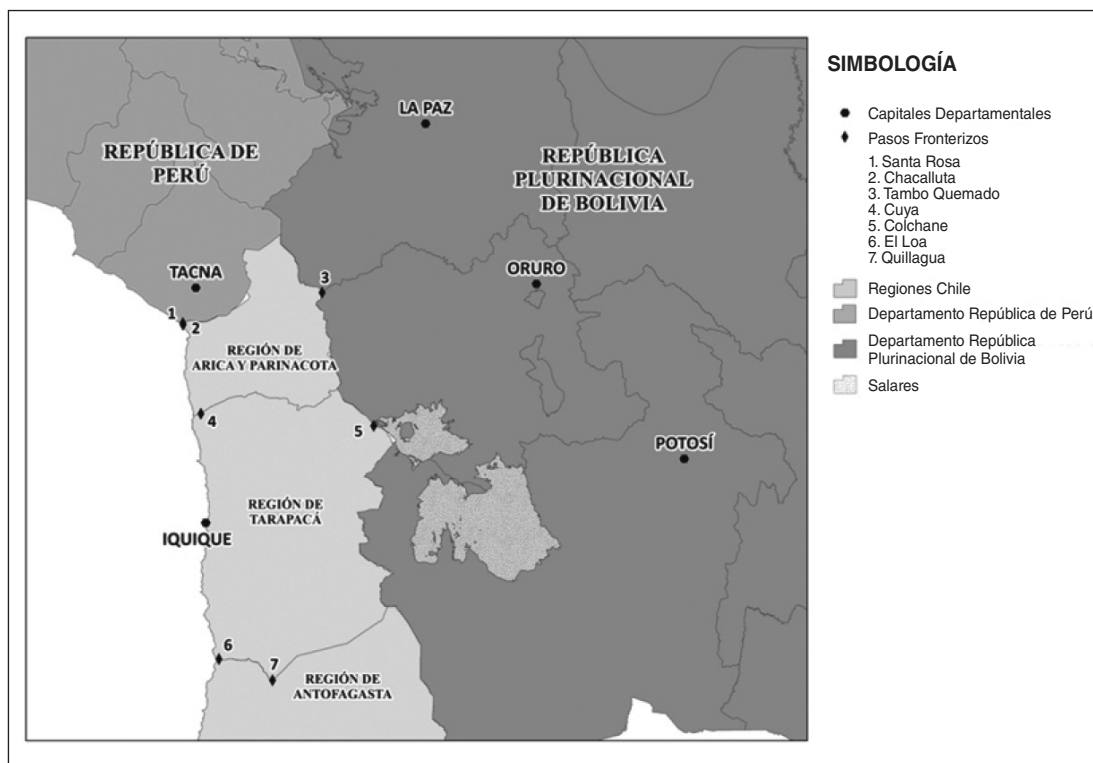 LA PAZ
REPÚBLICA DE
PERÚ
REPÚBLICA
PLURINACIONAL
DE BOLIVIA
TACNA
ORURO
3
1
2
REGIÓN DE
ARICA Y PARINACOTA
4
5
POTOSÍ
REGIÓN DE
TARAPACÁ
IQUIQUE
6
7
REGIÓN DE
ANTOFAGASTA
SIMBOLOGÍA
Capitales Departamentales
Pasos Fronterizos
1. Santa Rosa
2. Chacalluta
3. Tambo Quemado
4. Cuya
5. Colchane
6. El Loa
7. Quillagua
Regiones Chile
Departamento República de Perú
Departamento República
Plurinacional de Bolivia
Salares